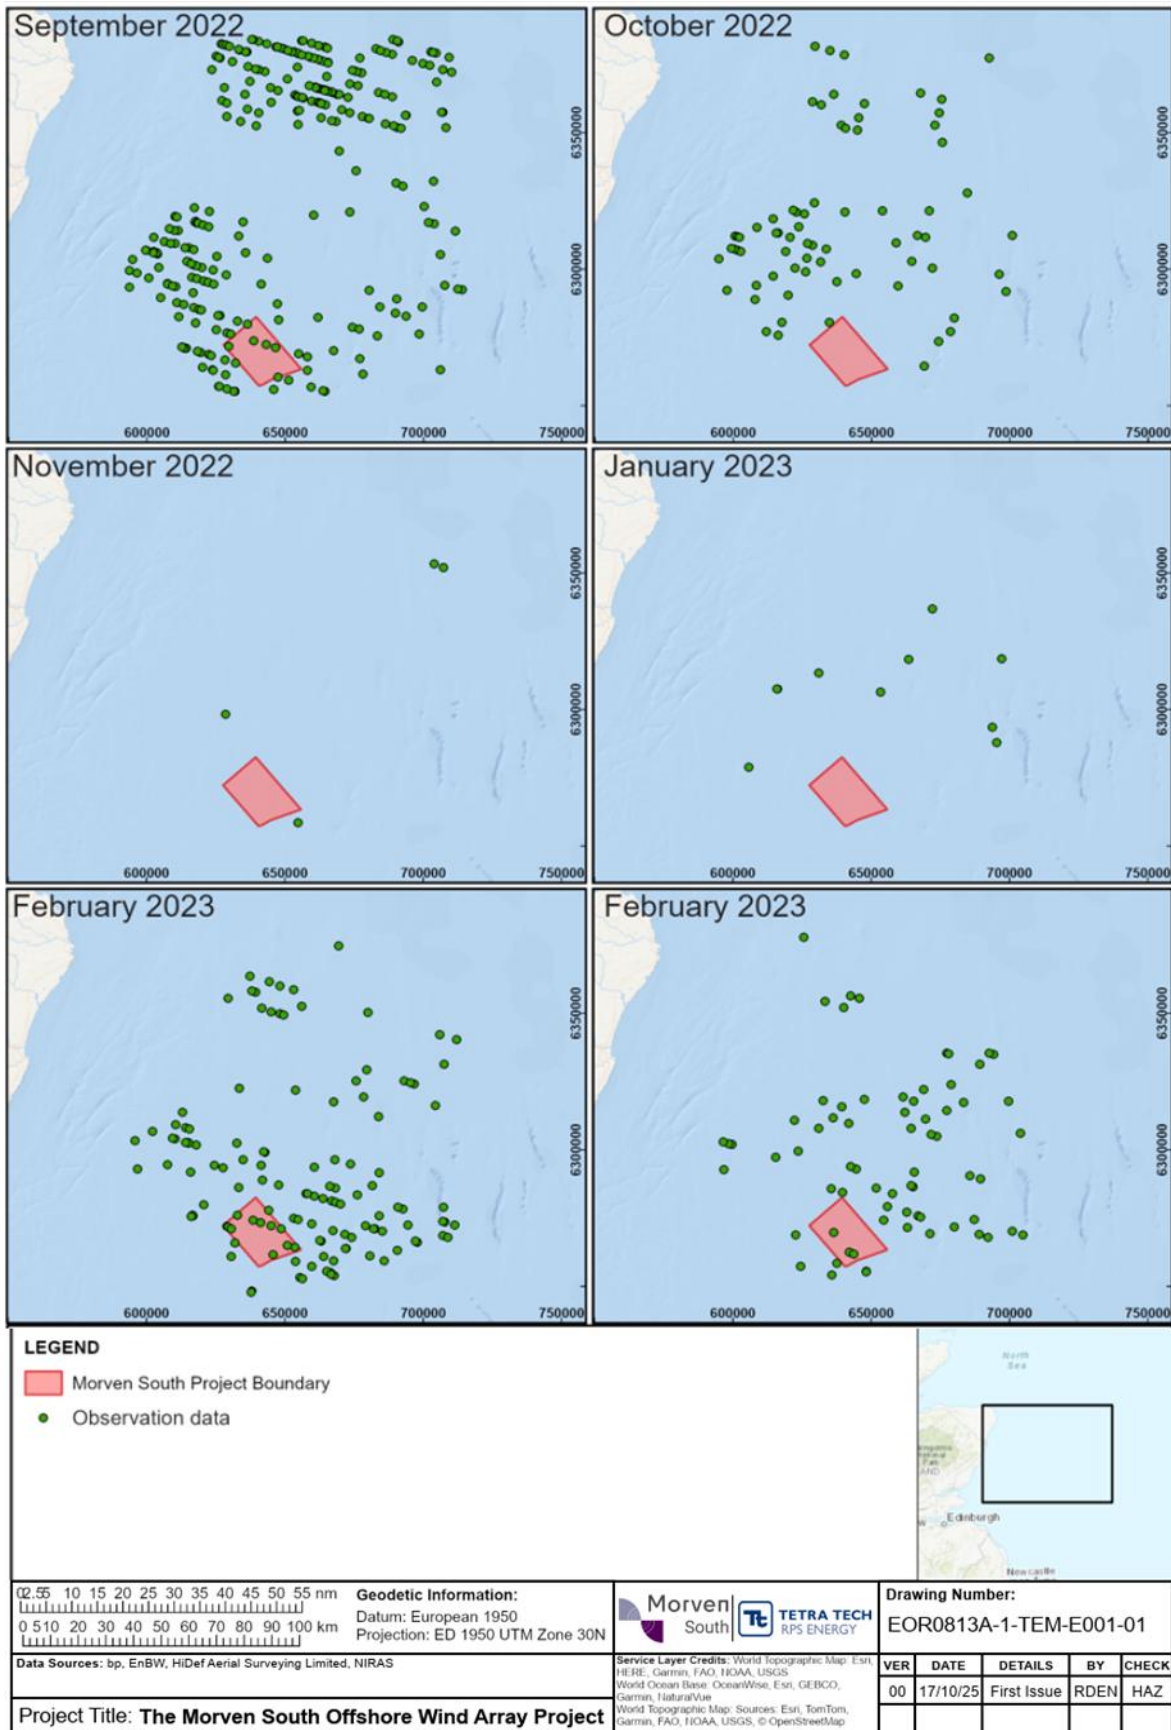 September 2022
October 2022
6350000
6350000
6300000
6300000
600000 650000 700000 750000
600000 650000 700000 750000
November 2022
January 2023
6350000
6350000
6300000
6300000
600000 650000 700000 750000
600000 650000 700000 750000
February 2023
February 2023
6350000
6350000
6300000
6300000
600000 650000 700000 750000
600000 650000 700000 750000
LEGEND
Morven South Project Boundary
Observation data
North
Sea
Park
AND
Edinburgh
Newcastle
0 2.5 5 10 15 20 25 30 35 40 45 50 55 nm
0 5 10 20 30 40 50 60 70 80 90 100 km
Geodetic Information:
Datum: European 1950
Projection: ED 1950 UTM Zone 30N
Morven
South
Tt
TETRA TECH
RPS ENERGY
Drawing Number:
EOR0813A-1-TEM-E001-01
Data Sources: bp, EnBW, HiDef Aerial Surveying Limited, NIRAS
Service Layer Credits: World Topographic Map: Esri,
HERE, Garmin, FAO, NOAA, USGS
World Ocean Base: OceanWise, Esri, GEBCO,
Garmin, NaturalVue
World Topographic Map: Sources: Esri, TomTom,
Garmin, FAO, NOAA, USGS, © OpenStreetMap
VER DATE DETAILS BY CHECK
00 17/10/25 First Issue RDEN HAZ
Project Title: The Morven South Offshore Wind Array Project